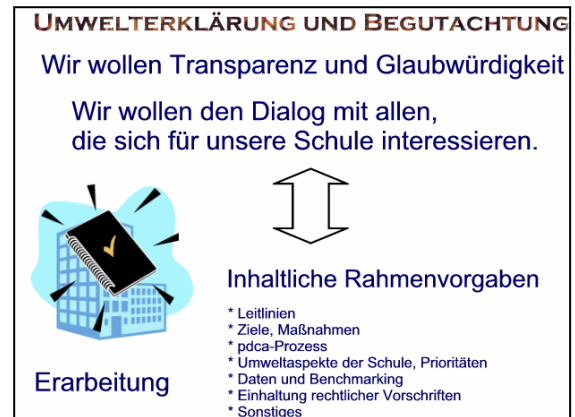 UMWELTERKLÄRUNG UND BEGUTACHTUNG
Wir wollen Transparenz und Glaubwürdigkeit
Wir wollen den Dialog mit allen,
die sich für unsere Schule interessieren.
Inhaltliche Rahmenvorgaben
* Leitlinien
* Ziele, Maßnahmen
* pdca-Prozess
* Umweltaspekte der Schule, Prioritäten
* Daten und Benchmarking
* Einhaltung rechtlicher Vorschriften
* Sonstiges
Erarbeitung